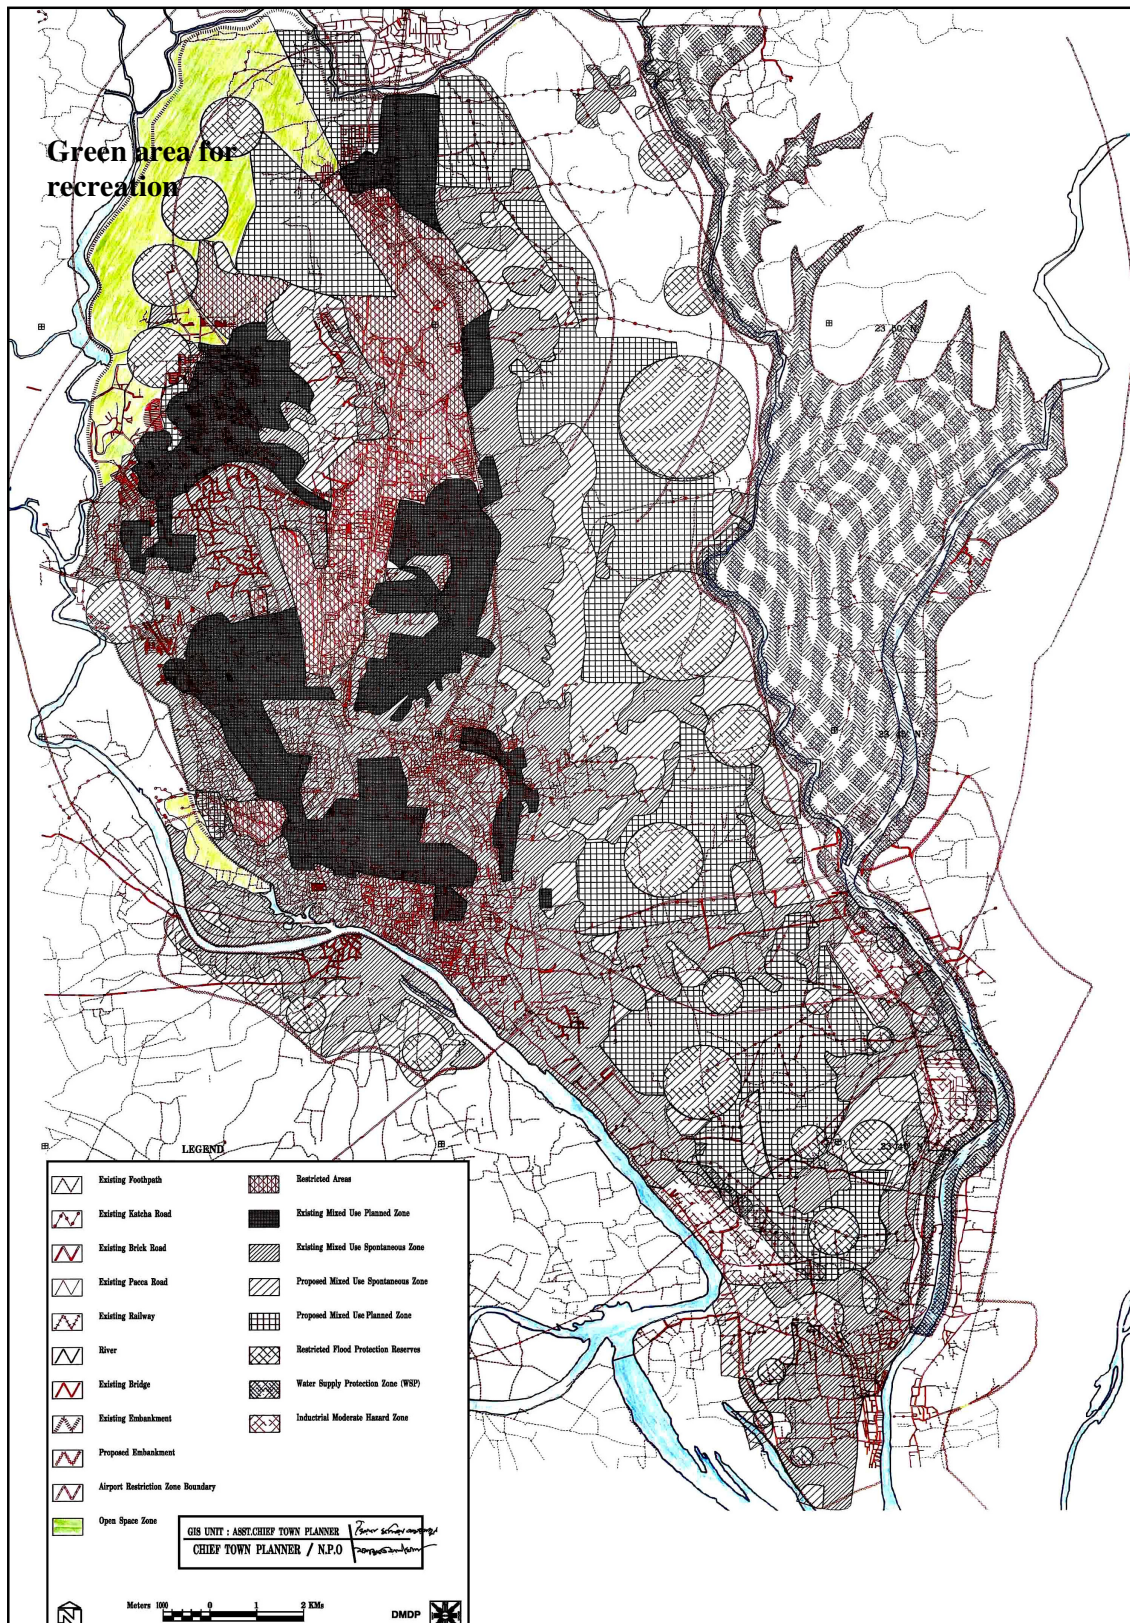 Green area for
recreation
23 50' N
23 45' N
23 40' N
LEGEND
Existing Footpath
Existing Katcha Road
Existing Brick Road
Existing Pacca Road
Existing Railway
River
Existing Bridge
Existing Embankment
Proposed Embankment
Airport Restriction Zone Boundary
Open Space Zone
Restricted Areas
Existing Mixed Use Planned Zone
Existing Mixed Use Spontaneous Zone
Proposed Mixed Use Spontaneous Zone
Proposed Mixed Use Planned Zone
Restricted Flood Protection Reserves
Water Supply Protection Zone (WSP)
Inductrial Moderate Hazard Zone
GIS UNIT : ASST.CHIEF TOWN PLANNER
CHIEF TOWN PLANNER / N.P.O
N
Meters 1000 0 1 2 KMs
DMDP